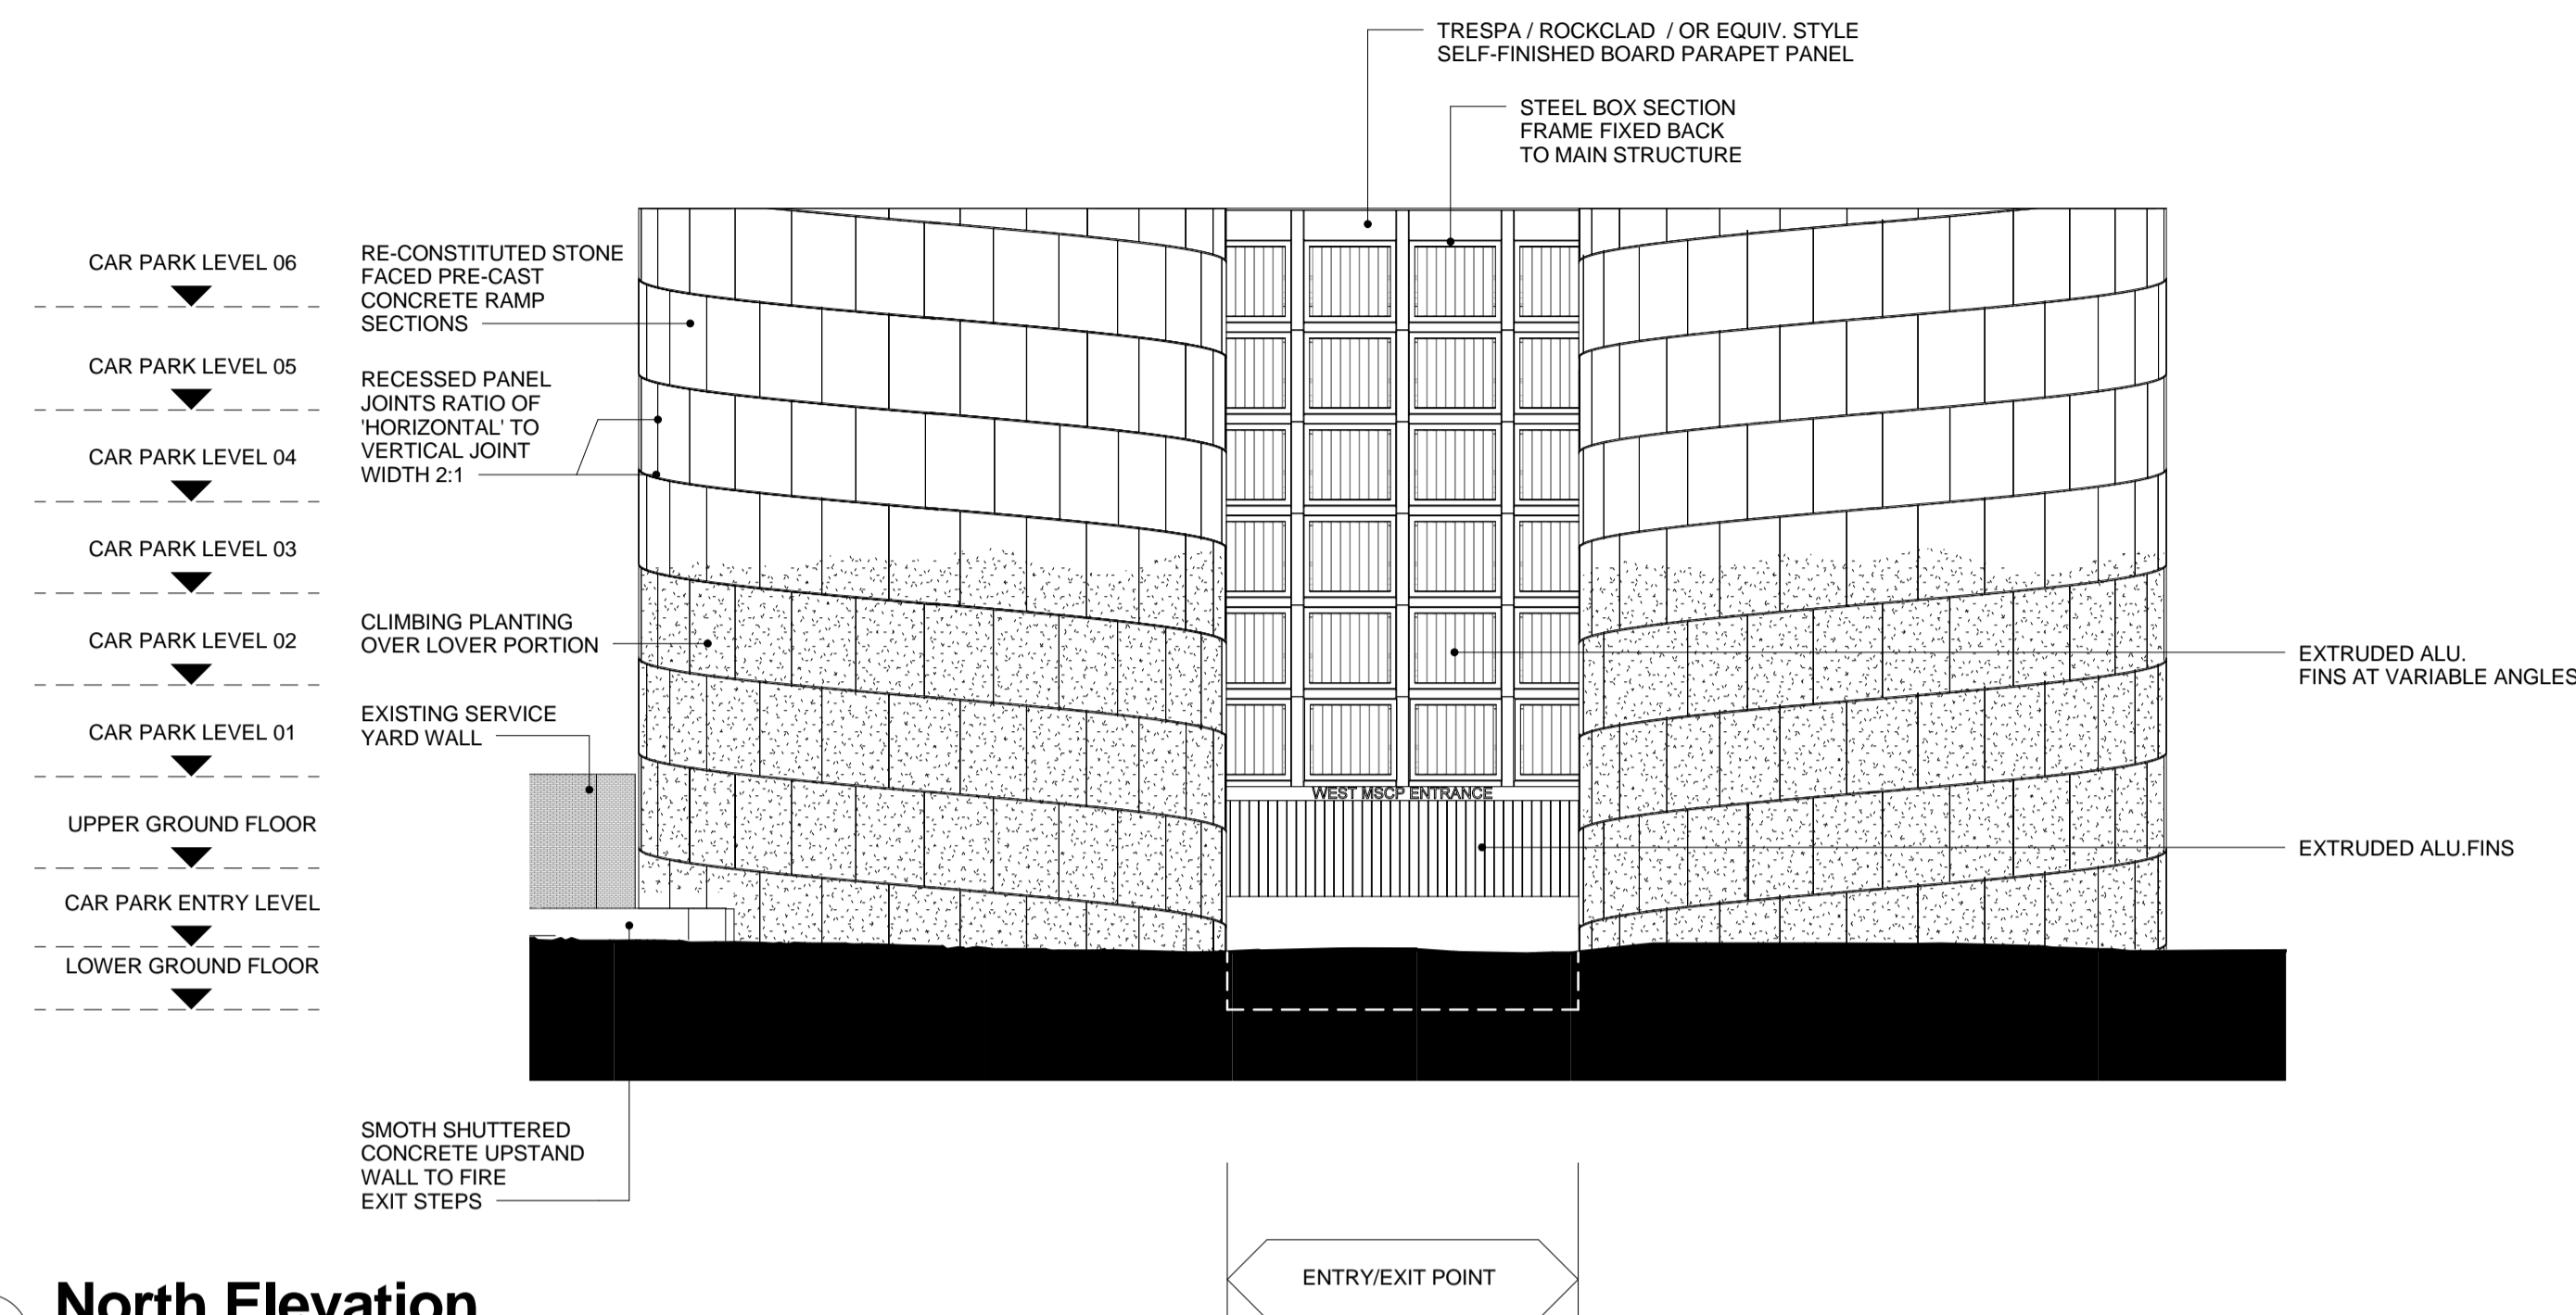 TRESPA / ROCKCLAD / OR EQUIV. STYLE
SELF-FINISHED BOARD PARAPET PANEL
STEEL BOX SECTION
FRAME FIXED BACK
TO MAIN STRUCTURE
CAR PARK LEVEL 06
CAR PARK LEVEL 05
CAR PARK LEVEL 04
CAR PARK LEVEL 03
CAR PARK LEVEL 02
CAR PARK LEVEL 01
UPPER GROUND FLOOR
CAR PARK ENTRY LEVEL
LOWER GROUND FLOOR
RE-CONSTITUTED STONE
FACED PRE-CAST
CONCRETE RAMP
SECTIONS
RECESSED PANEL
JOINTS RATIO OF
'HORIZONTAL' TO
VERTICAL JOINT
WIDTH 2:1
CLIMBING PLANTING
OVER LOVER PORTION
EXISTING SERVICE
YARD WALL
SMOTH SHUTTERED
CONCRETE UPSTAND
WALL TO FIRE
EXIT STEPS
WEST MSCP ENTRANCE
EXTRUDED ALU.
FINS AT VARIABLE ANGLES
EXTRUDED ALU.FINS
ENTRY/EXIT POINT
North Elevation